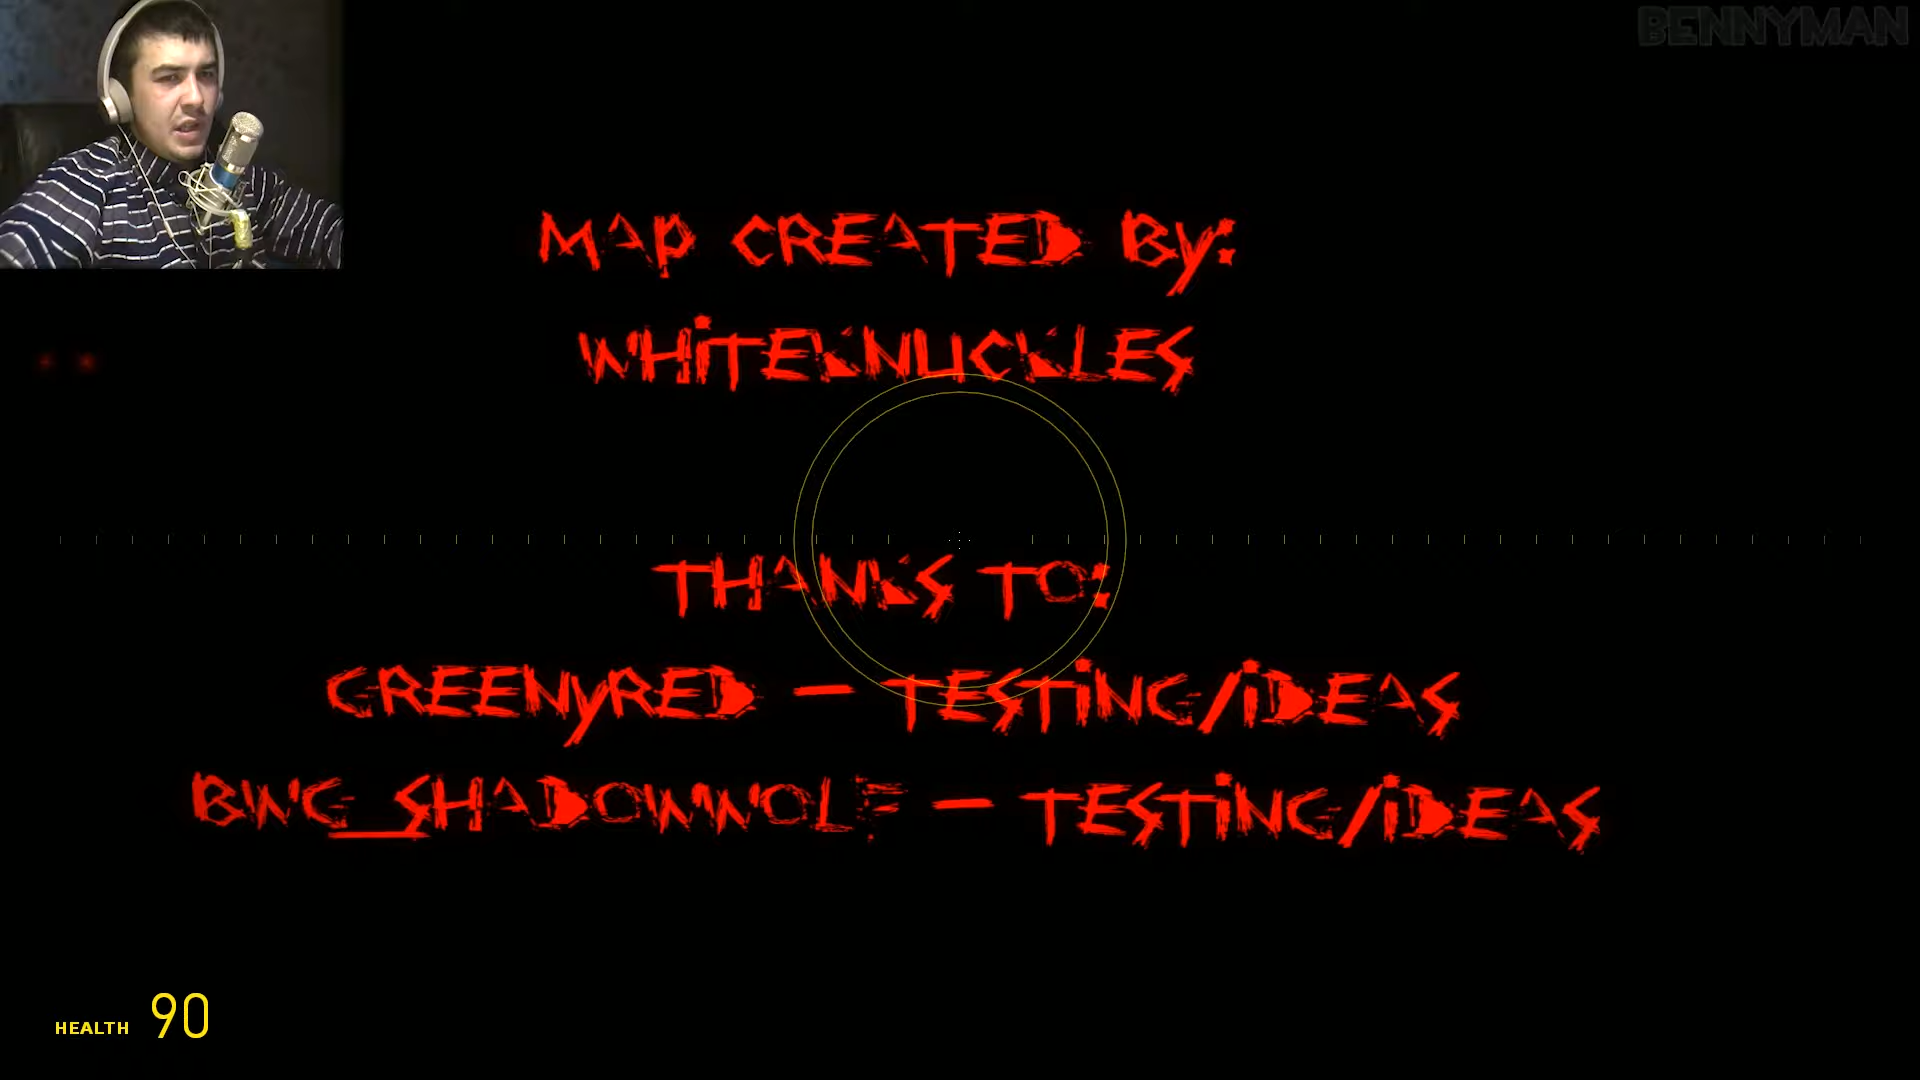 BENNYMAN
MAP CREATED By:
WHiTEKNUCKLES
THANKS TO:
GREENyRED - TESTiNG/iDEAS
BWG_SHADOWWOLF - TESTiNG/iDEAS
HEALTH 90